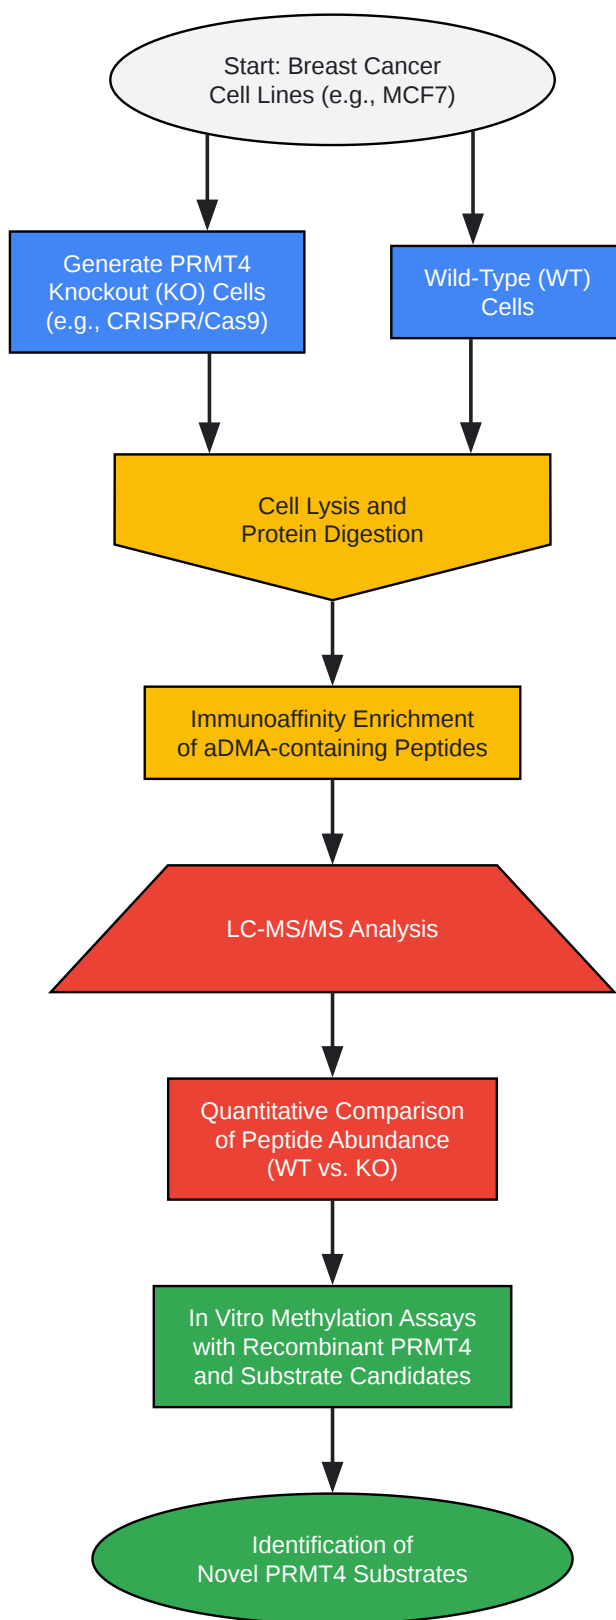 Start: Breast Cancer
Cell Lines (e.g., MCF7)
Generate PRMT4
Knockout (KO) Cells
(e.g., CRISPR/Cas9)
Wild-Type (WT)
Cells
Cell Lysis and
Protein Digestion
Immunoaffinity Enrichment
of aDMA-containing Peptides
LC-MS/MS Analysis
Quantitative Comparison
of Peptide Abundance
(WT vs. KO)
In Vitro Methylation Assays
with Recombinant PRMT4
and Substrate Candidates
Identification of
Novel PRMT4 Substrates